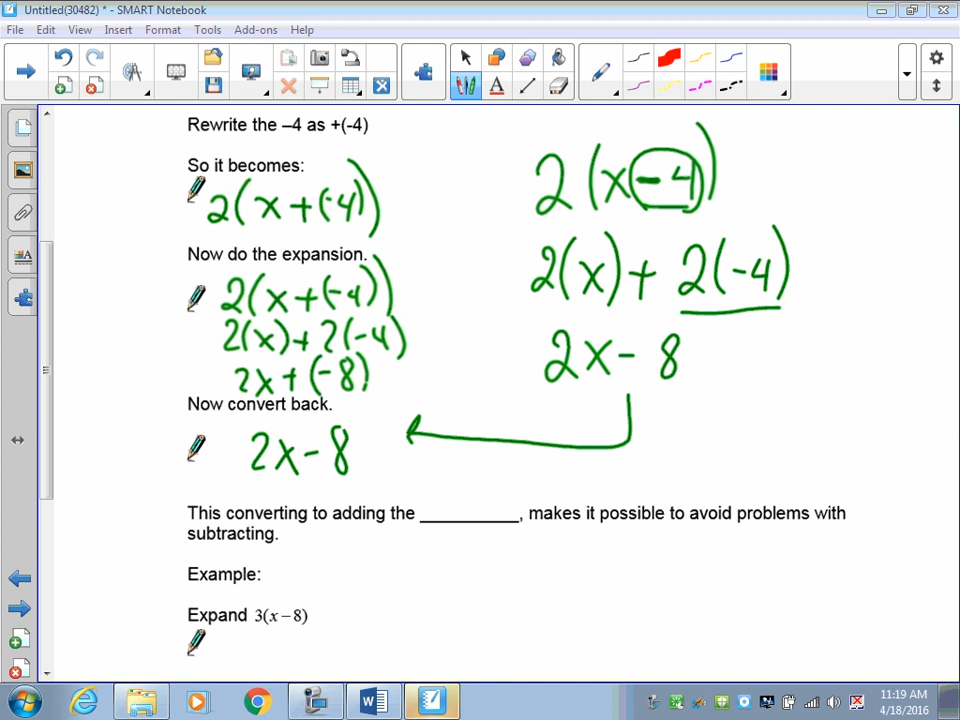 Untitled(30482) * - SMART Notebook
File Edit View Insert Format Tools Add-ons Help
Rewrite the –4 as +(-4)
So it becomes:
2(x+(-4))
Now do the expansion.
2(x+(-4))
2(x)+2(-4)
2x+(-8)
Now convert back.
2x-8
2(x-4)
2(x)+2(-4)
2x-8
This converting to adding the __________, makes it possible to avoid problems with
subtracting.
Example:
Expand 3(x−8)
11:19 AM
4/18/2016